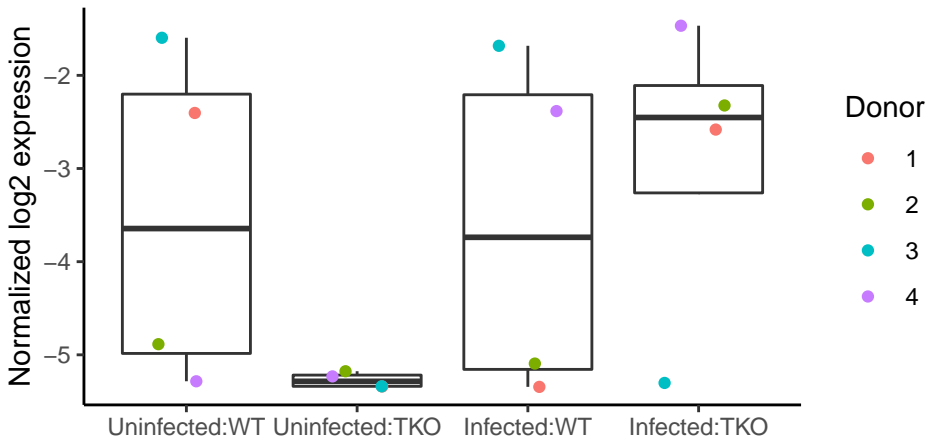 Normalized log2 expression
−2
−3
−4
−5
Uninfected:WT
Uninfected:TKO
Infected:WT
Infected:TKO
Donor
1
2
3
4